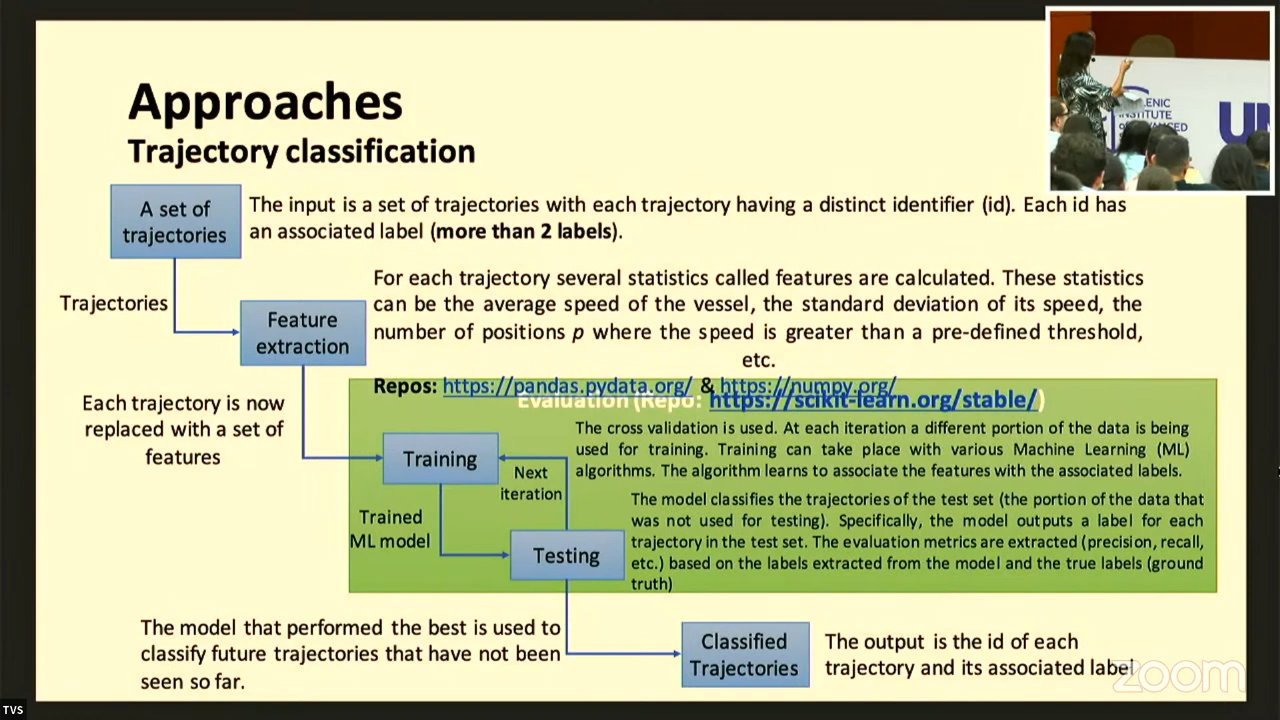 Approaches
Trajectory classification
A set of
trajectories
The input is a set of trajectories with each trajectory having a distinct identifier (id). Each id has
an associated label (more than 2 labels).
Trajectories
Feature
extraction
For each trajectory several statistics called features are calculated. These statistics
can be the average speed of the vessel, the standard deviation of its speed, the
number of positions p where the speed is greater than a pre-defined threshold,
etc.
Repos: https://pandas.pydata.org/ & https://numpy.org/
Evaluation (Repo: https://scikit-learn.org/stable/)
Each trajectory is now
replaced with a set of
features
Training
The cross validation is used. At each iteration a different portion of the data is being
used for training. Training can take place with various Machine Learning (ML)
algorithms. The algorithm learns to associate the features with the associated labels.
Next
iteration
Trained
ML model
Testing
The model classifies the trajectories of the test set (the portion of the data that
was not used for testing). Specifically, the model outputs a label for each
trajectory in the test set. The evaluation metrics are extracted (precision, recall,
etc.) based on the labels extracted from the model and the true labels (ground
truth)
The model that performed the best is used to
classify future trajectories that have not been
seen so far.
Classified
Trajectories
The output is the id of each
trajectory and its associated label
zoom
TVS
ENIC
INSTITUTE
UN